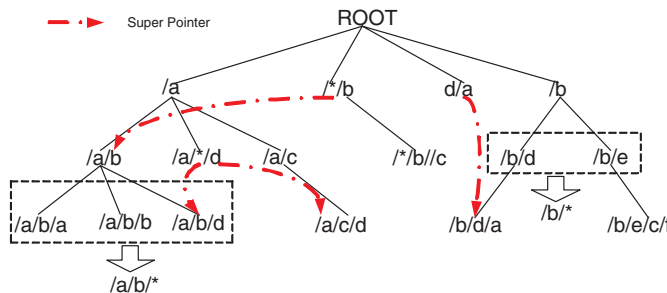 Super Pointer
ROOT
/a /*/b d/a /b
/a/b /a/*/d /a/c /*/b//c /b/d /b/e
/a/b/a /a/b/b /a/b/d /a/c/d /b/d/a /b/* /b/e/c/f
/a/b/*